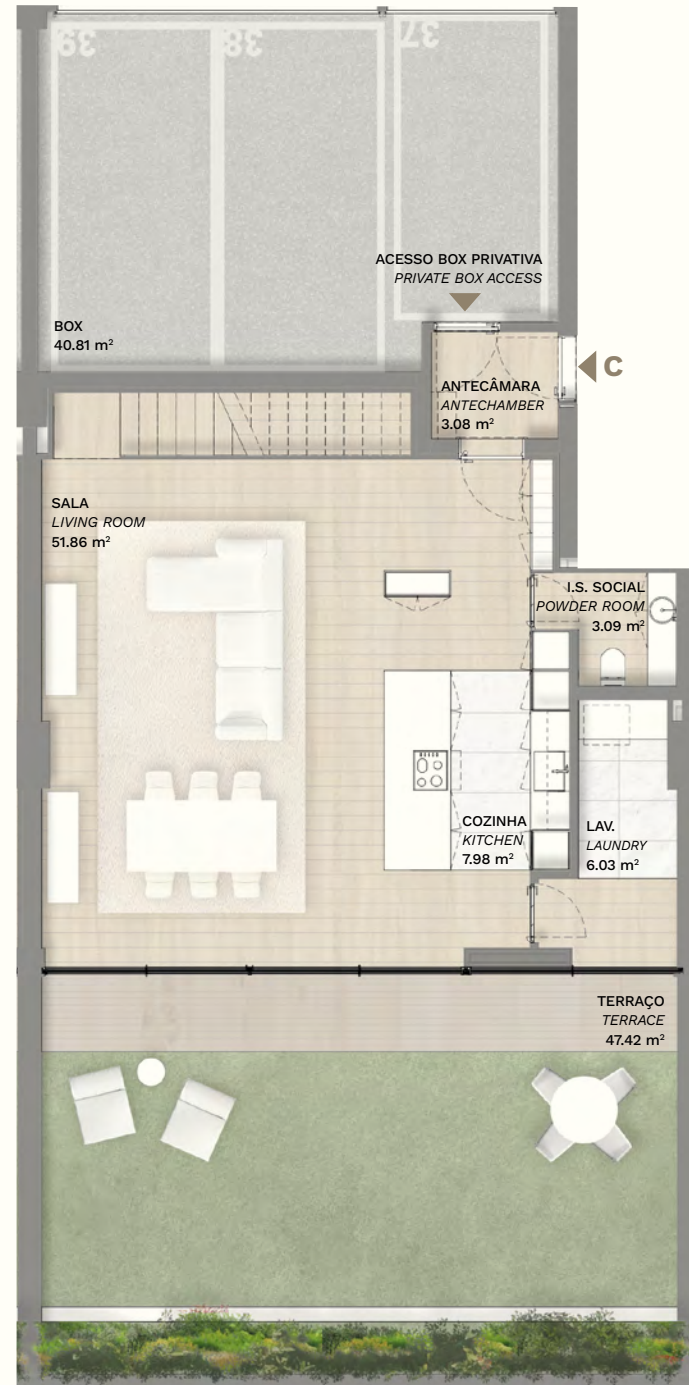 39
38
37
ACESSO BOX PRIVATIVA
PRIVATE BOX ACCESS
BOX
40.81 m²
C
ANTECÂMARA
ANTECHAMBER
3.08 m²
SALA
LIVING ROOM
51.86 m²
I.S. SOCIAL
POWDER ROOM
3.09 m²
COZINHA
KITCHEN
7.98 m²
LAV.
LAUNDRY
6.03 m²
TERRAÇO
TERRACE
47.42 m²